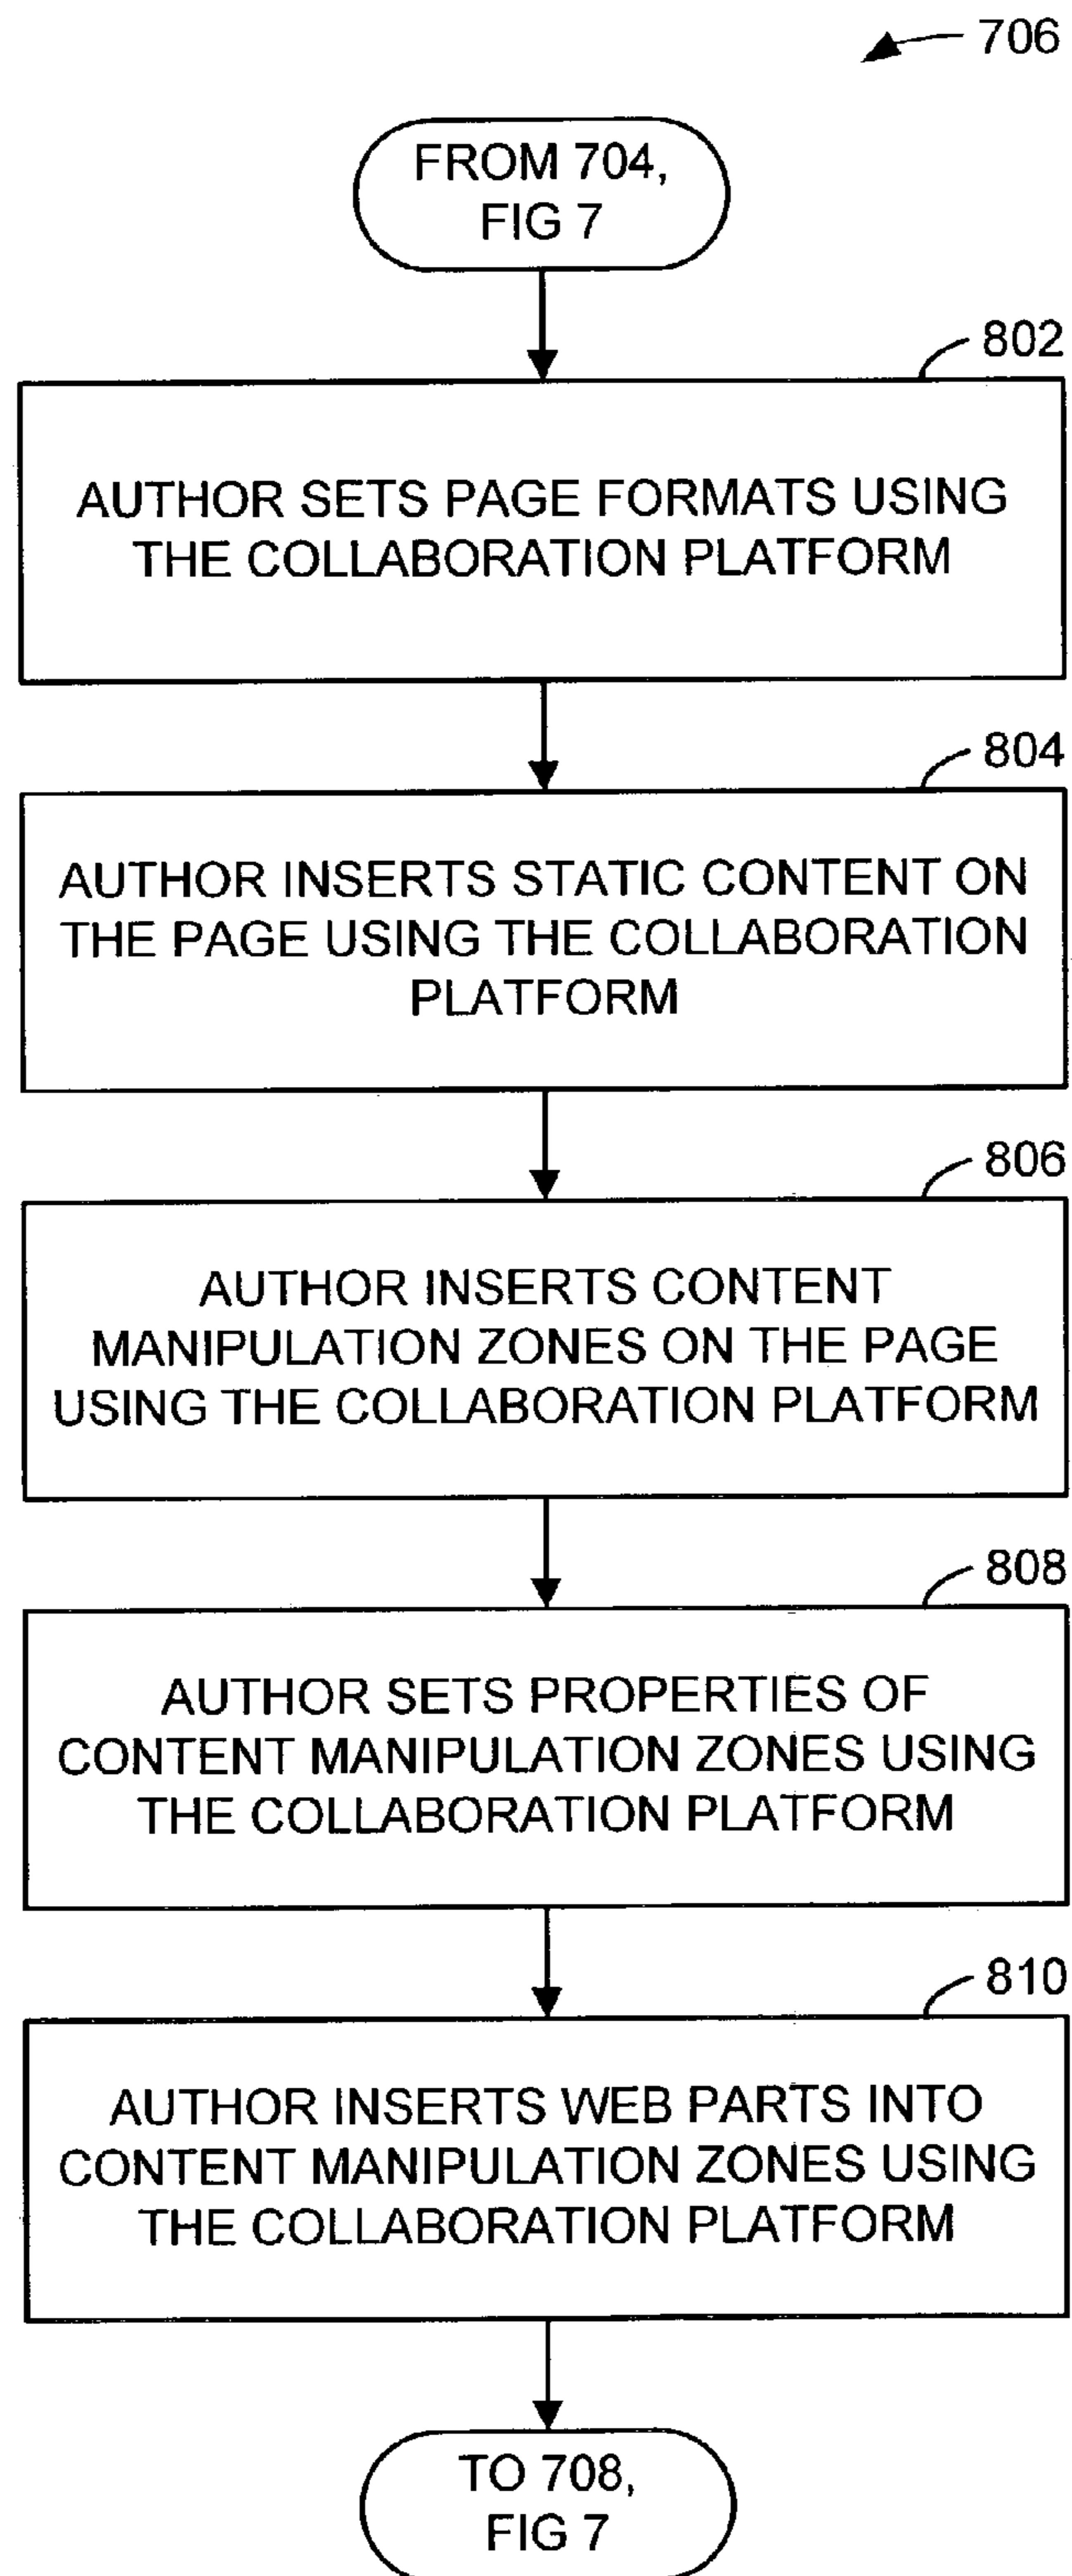 706
FROM 704,
FIG 7
802
AUTHOR SETS PAGE FORMATS USING
THE COLLABORATION PLATFORM
804
AUTHOR INSERTS STATIC CONTENT ON
THE PAGE USING THE COLLABORATION
PLATFORM
806
AUTHOR INSERTS CONTENT
MANIPULATION ZONES ON THE PAGE
USING THE COLLABORATION PLATFORM
808
AUTHOR SETS PROPERTIES OF
CONTENT MANIPULATION ZONES USING
THE COLLABORATION PLATFORM
810
AUTHOR INSERTS WEB PARTS INTO
CONTENT MANIPULATION ZONES USING
THE COLLABORATION PLATFORM
TO 708,
FIG 7